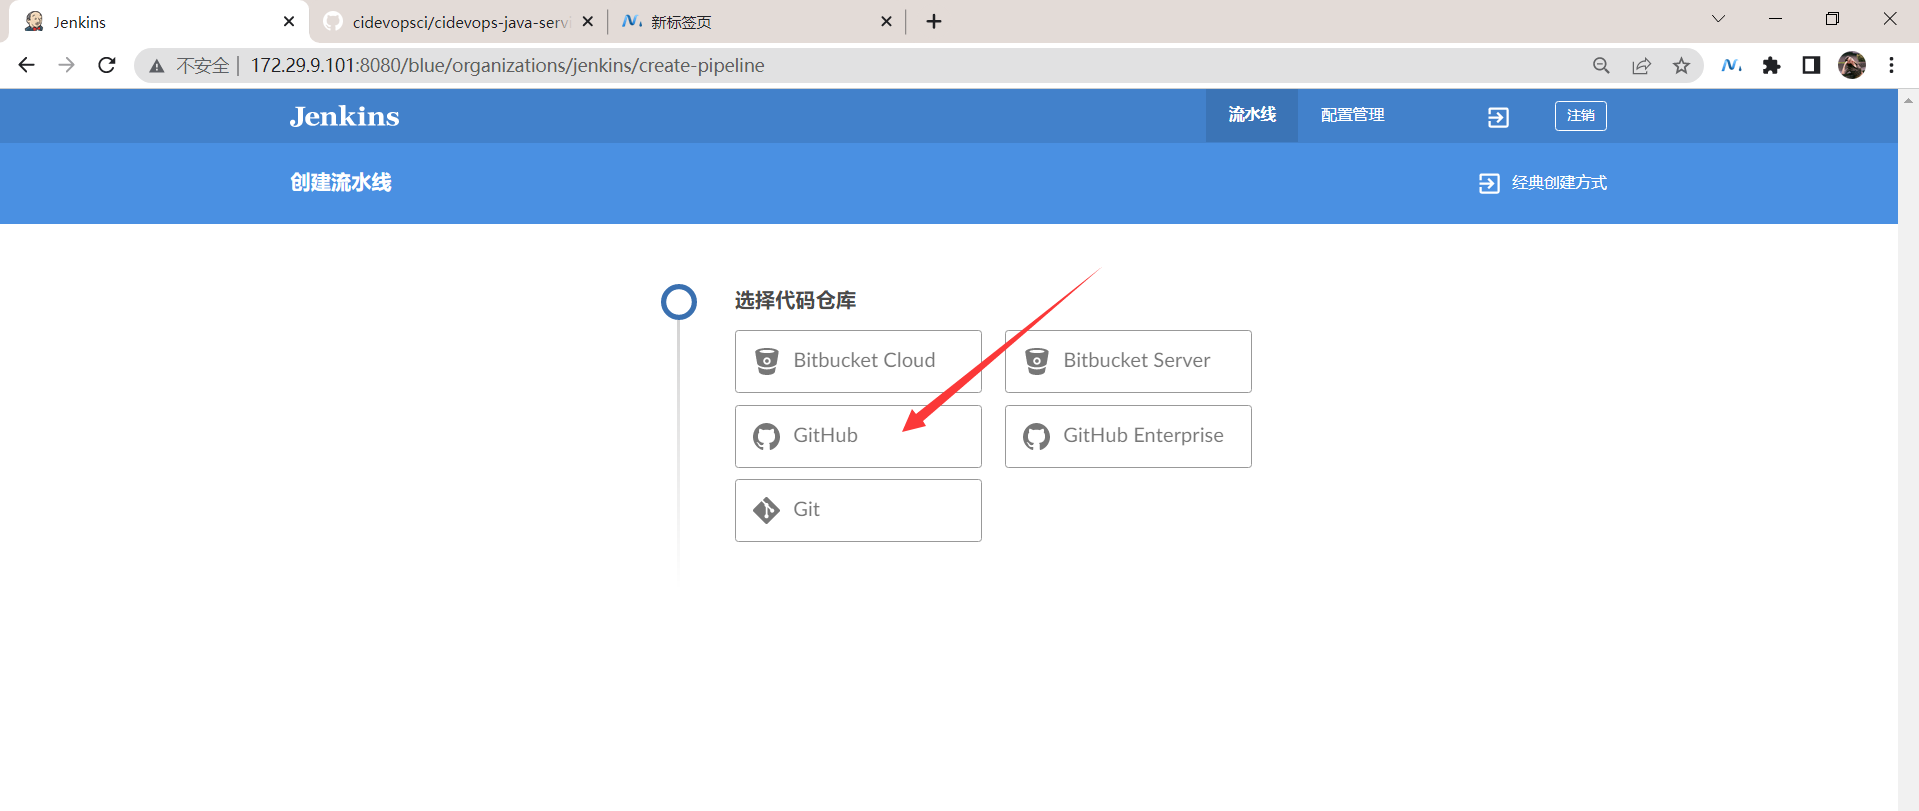 Jenkins
cidevopsci/cidevops-java-serv
新标签页
不安全 | 172.29.9.101:8080/blue/organizations/jenkins/create-pipeline
Jenkins
流水线
配置管理
注销
创建流水线
经典创建方式
选择代码仓库
Bitbucket Cloud
Bitbucket Server
GitHub
GitHub Enterprise
Git